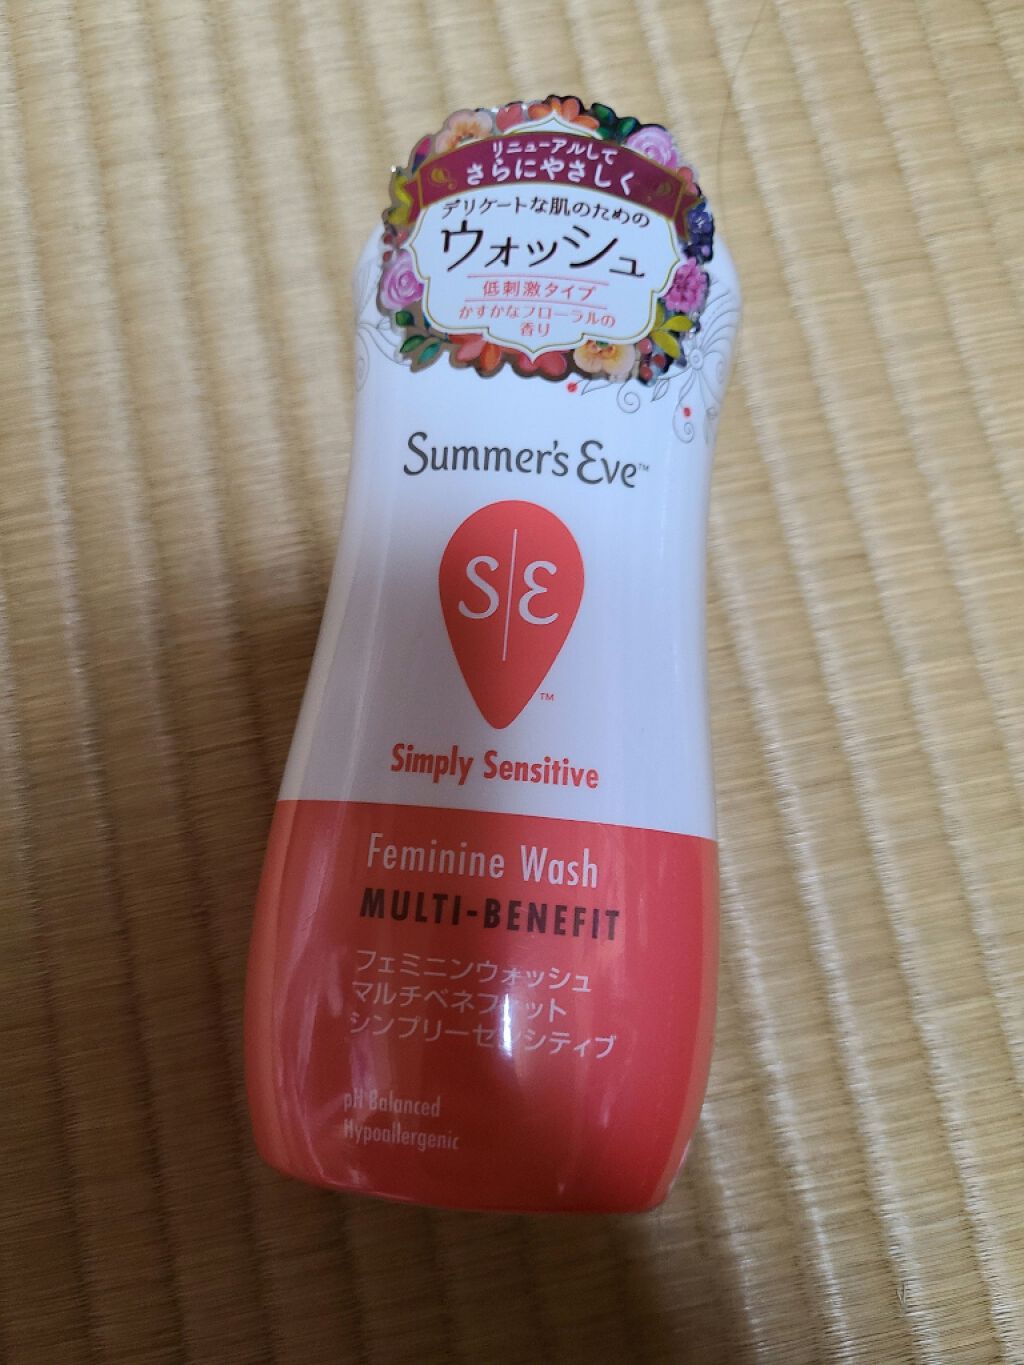 リニューアルして
さらにやさしく
デリケートな肌のための
ウォッシュ
低刺激タイプ
かすかなフローラルの
香り
Summer's Eve™
S|E
™
Simply Sensitive
Feminine Wash
MULTI-BENEFIT
フェミニンウォッシュ
マルチベネフィット
シンプリーセンシティブ
pH Balanced
Hypoallergenic